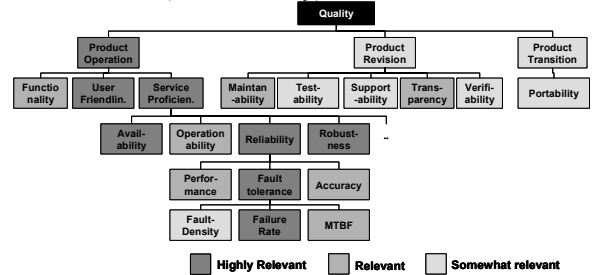 Quality
Product
Operation
Product
Revision
Product
Transition
Functio
nality
User
Friendlin.
Service
Proficien.
Maintan
-ability
Test-
ability
Support
-ability
Trans-
parency
Verifi-
ability
Portability
Avail-
ability
Operation
ability
Reliability
Robust-
ness
..
Perfor-
mance
Fault
tolerance
Accuracy
Fault-
Density
Failure
Rate
MTBF
Highly Relevant
Relevant
Somewhat relevant